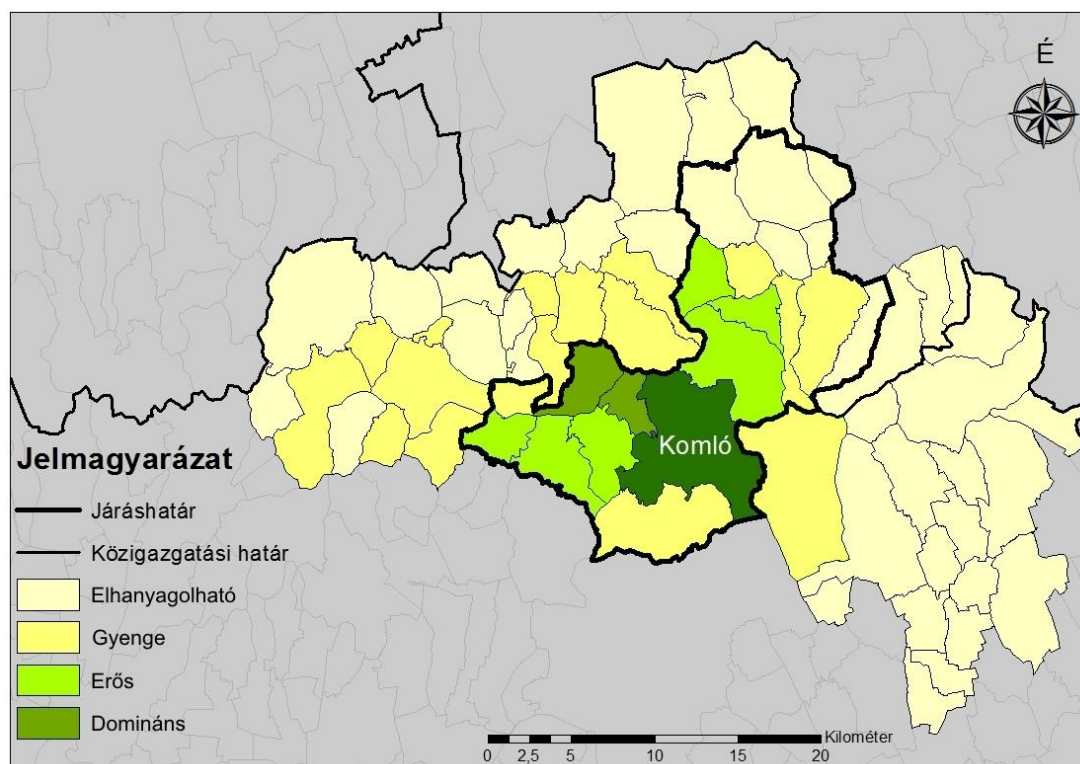 É
Komló
Jelmagyarázat
Járáshatár
Közigazgatási határ
Elhanyagolható
Gyenge
Erős
Domináns
Kilométer
0 2,5 5 10 15 20